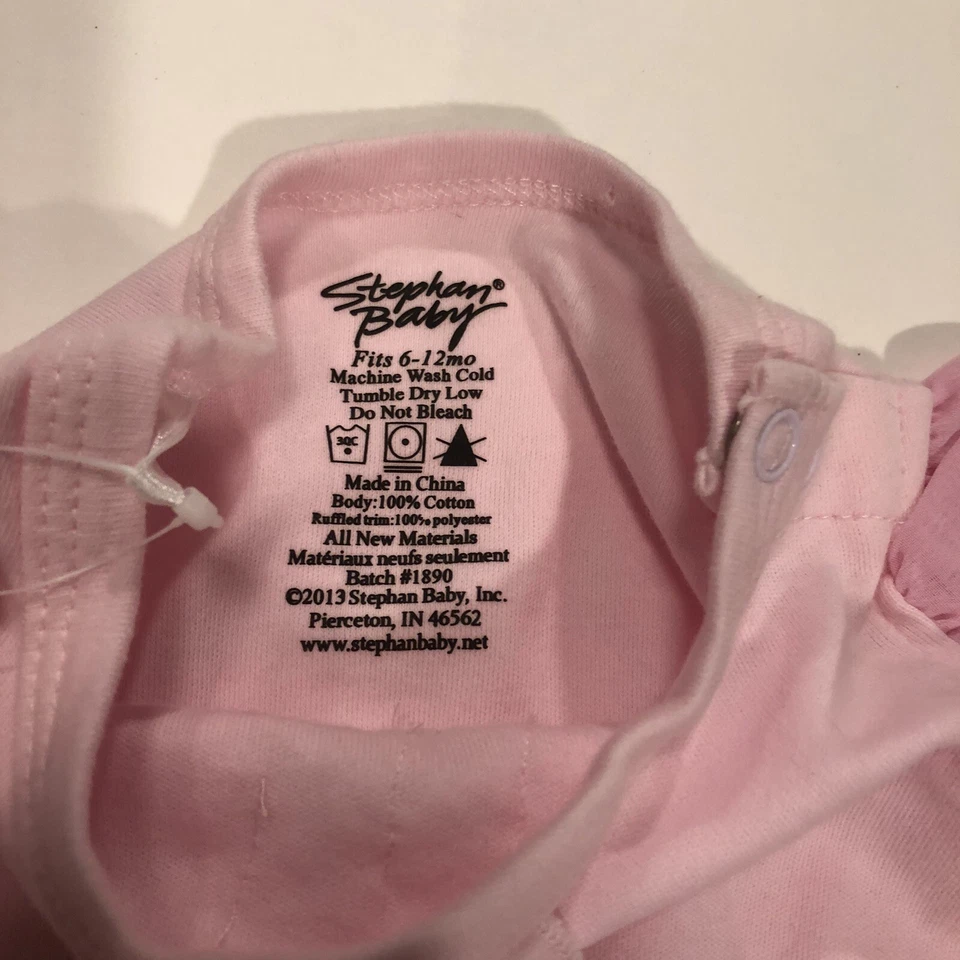 Stephan®
Baby
Fits 6-12mo
Machine Wash Cold
Tumble Dry Low
Do Not Bleach
30C
Made in China
Body:100% Cotton
Ruffled trim:100% polyester
All New Materials
Matériaux neufs seulement
Batch #1890
©2013 Stephan Baby, Inc.
Pierceton, IN 46562
www.stephanbaby.net